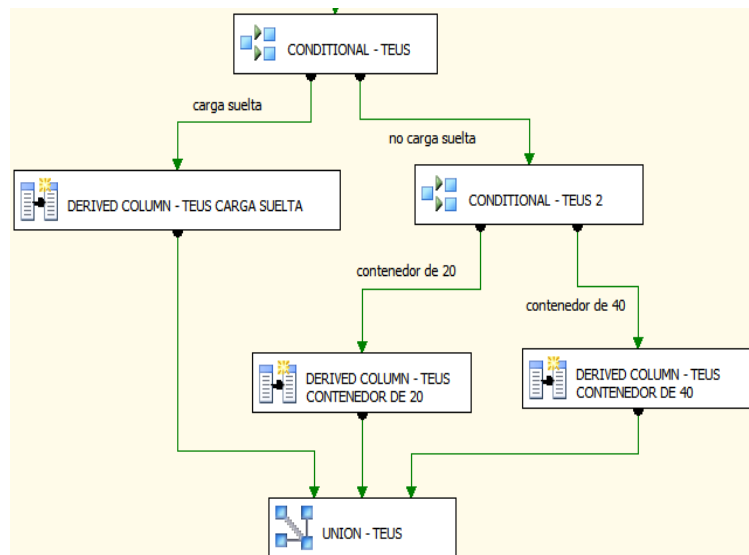 CONDITIONAL - TEUS
carga suelta
no carga suelta
DERIVED COLUMN - TEUS CARGA SUELTA
CONDITIONAL - TEUS 2
contenedor de 20
contenedor de 40
DERIVED COLUMN - TEUS
CONTENEDOR DE 20
DERIVED COLUMN - TEUS
CONTENEDOR DE 40
UNION - TEUS